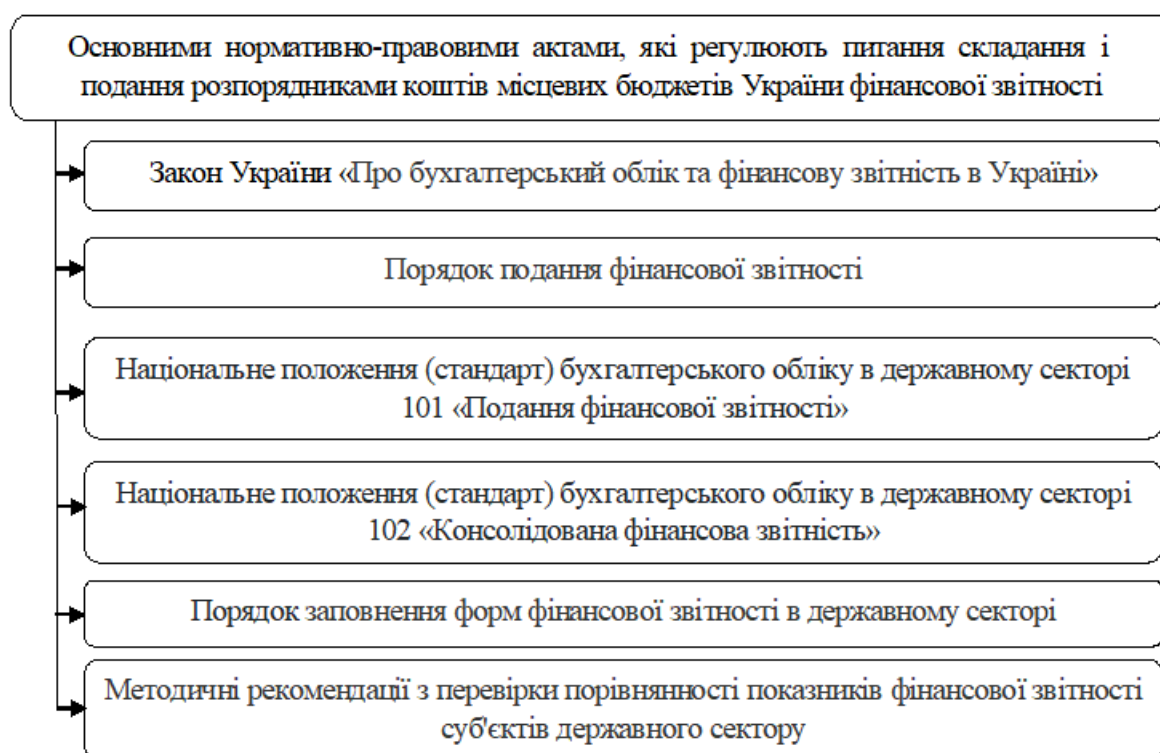 Основними нормативно-правовими актами, які регулюють питання складання і
подання розпорядниками коштів місцевих бюджетів України фінансової звітності
Закон України «Про бухгалтерський облік та фінансову звітність в Україні»
Порядок подання фінансової звітності
Національне положення (стандарт) бухгалтерського обліку в державному секторі
101 «Подання фінансової звітності»
Національне положення (стандарт) бухгалтерського обліку в державному секторі
102 «Консолідована фінансова звітність»
Порядок заповнення форм фінансової звітності в державному секторі
Методичні рекомендації з перевірки порівнянності показників фінансової звітності
суб'єктів державного сектору